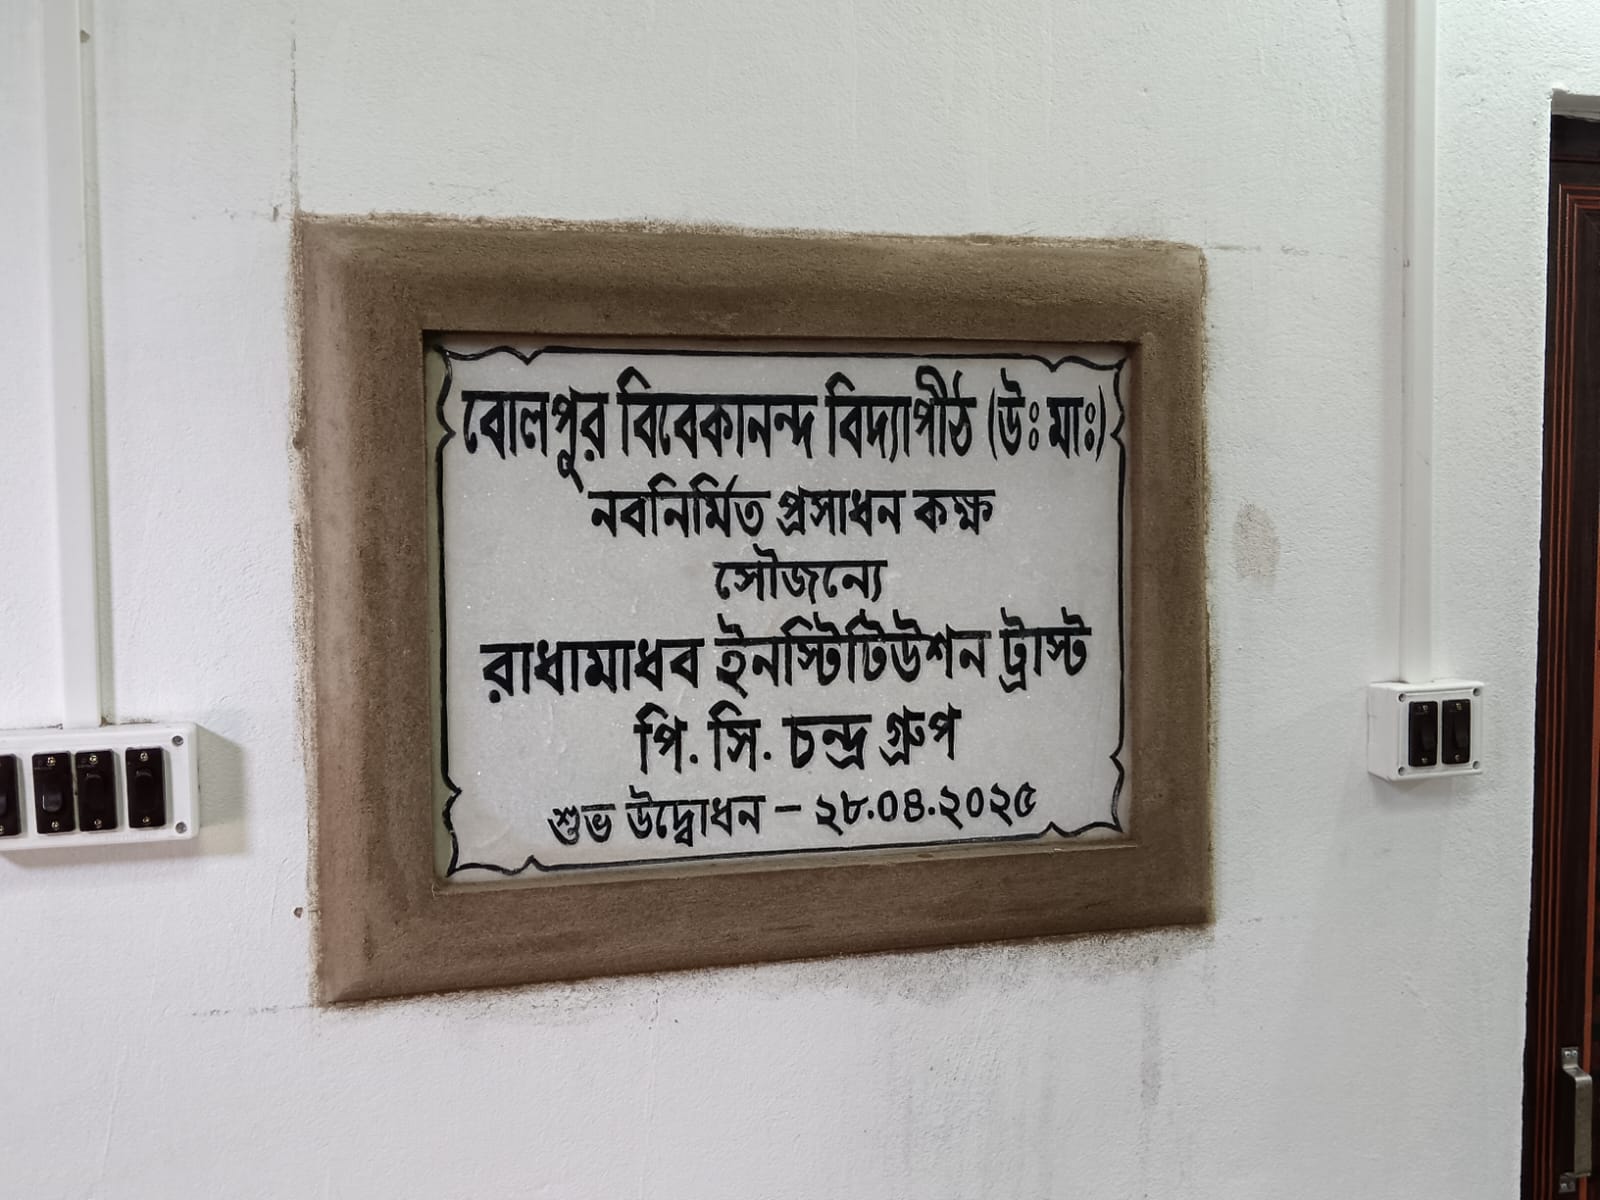 বোলপুর বিবেকানন্দ বিদ্যাপীঠ (উঃ মাঃ)
নবনির্মিত প্রসাধন কক্ষ
সৌজন্যে
রাধামাধব ইনস্টিটিউশন ট্রাস্ট
পি. সি. চন্দ্র গ্রুপ
শুভ উদ্বোধন – ২৮.০৪.২০২৫